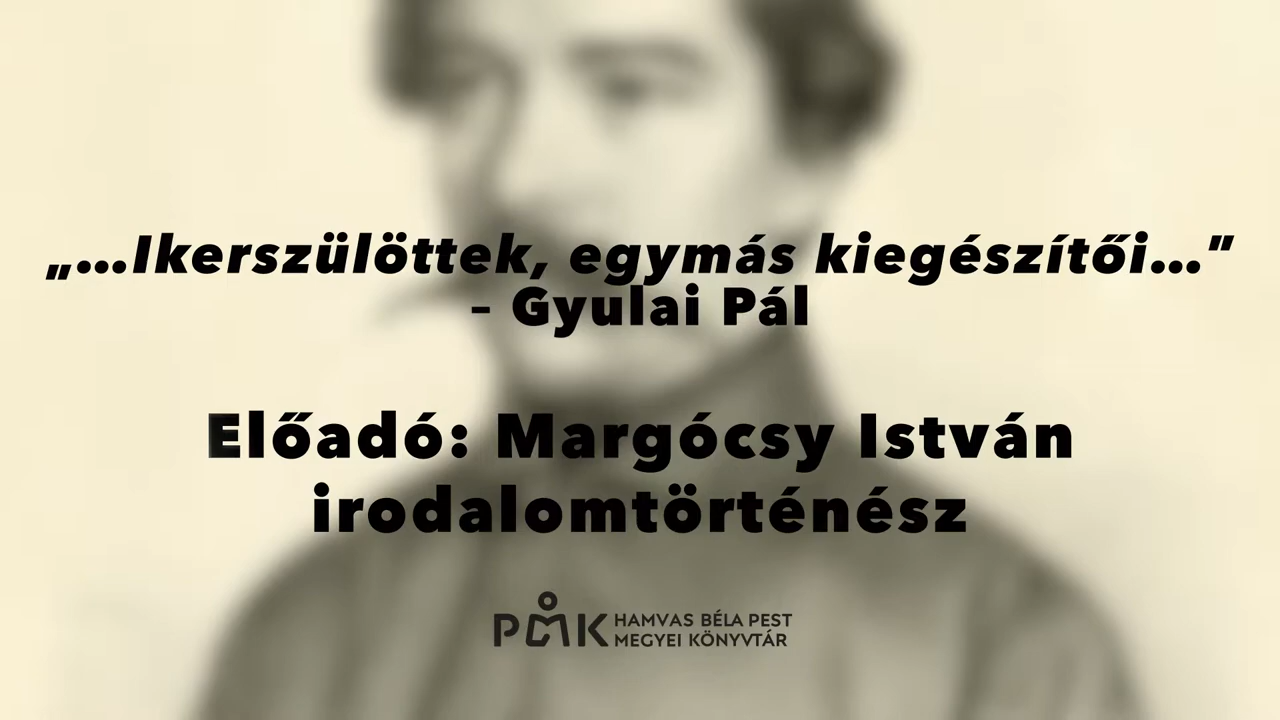 „...Ikerszülöttek, egymás kiegészítői..."
– Gyulai Pál
Előadó: Margócsy István
irodalomtörténész
PMK HAMVAS BÉLA PEST
MEGYEI KÖNYVTÁR